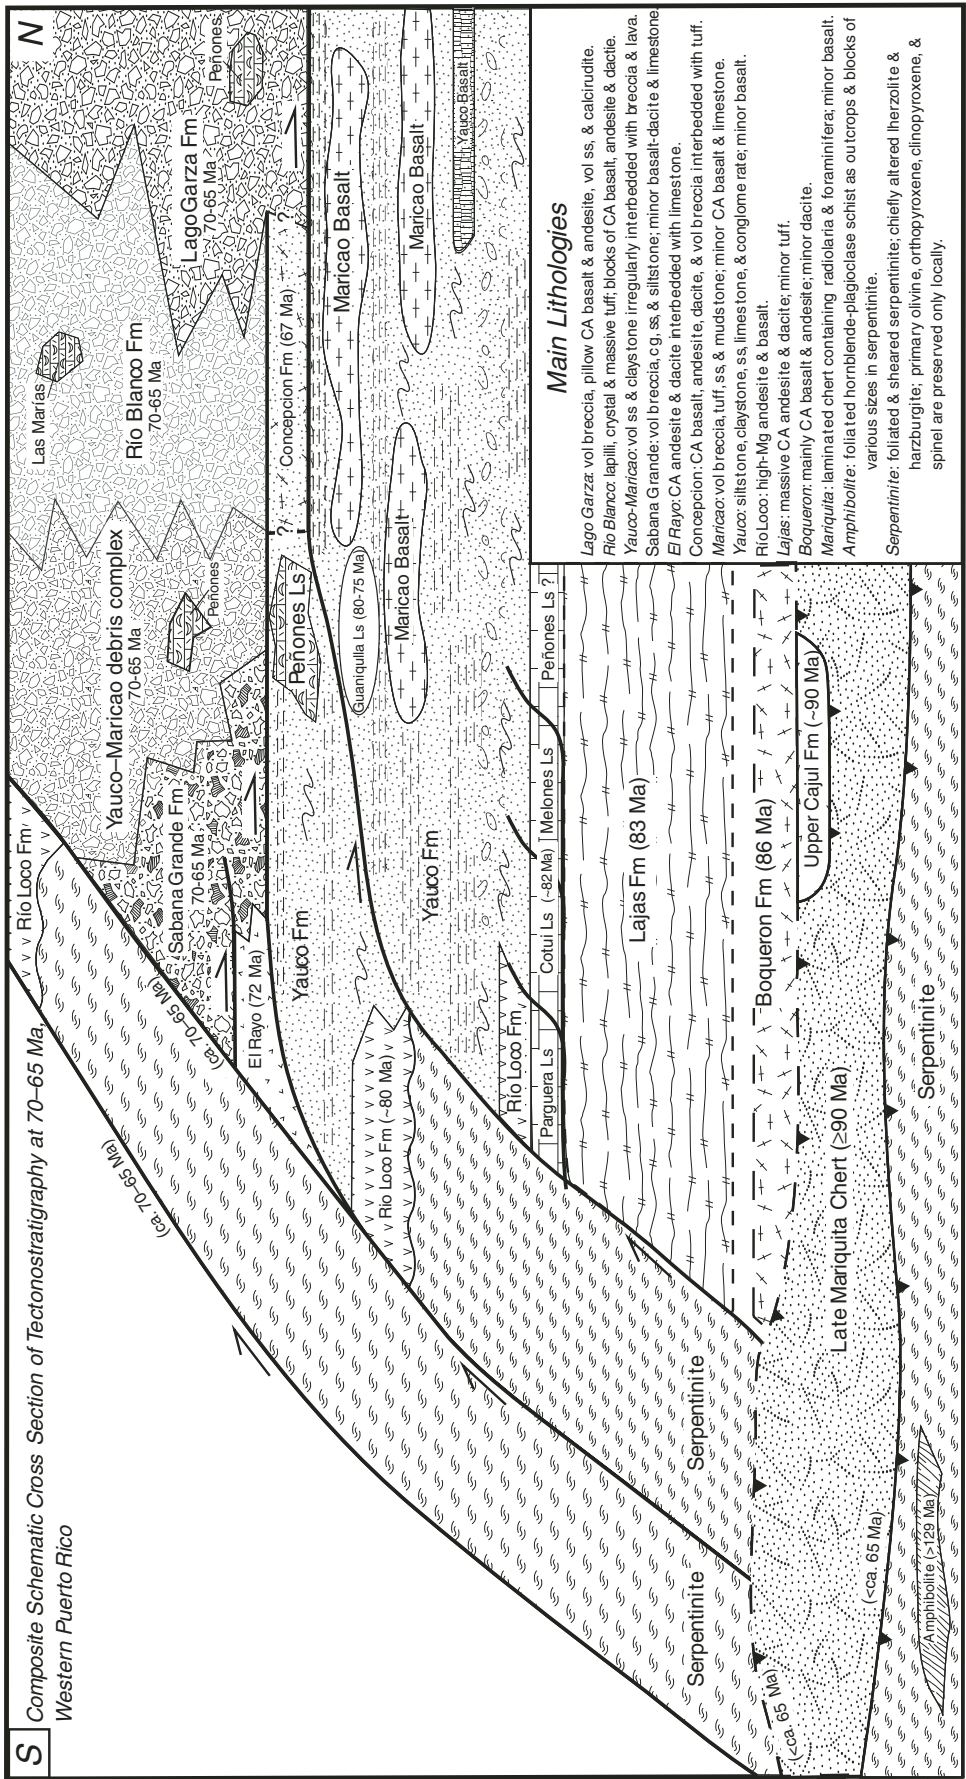 S
Composite Schematic Cross Section of Tectonostratigraphy at 70–65 Ma,
Western Puerto Rico
N
Rio Loco Fm
Yauco–Maricao debris complex
70-65 Ma
Las Marias
Rio Blanco Fm
70-65 Ma
LagoGarza Fm
70-65 Ma
Peñones
Peñones
Sabana Grande Fm
70-65 Ma
(ca. 70–65 Ma)
(ca. 70–65 Ma)
El Rayo (72 Ma)
Yauco Fm
Peñones Ls
?
Concepcion Fm (67 Ma)
?
Guaniquilla Ls (80-75 Ma)
Maricao Basalt
Maricao Basalt
Maricao Basalt
Yauco Basalt
Rio Loco Fm (~80 Ma)
Yauco Fm
Rio Loco Fm
Parguera Ls
Cotui Ls
(~82 Ma)
Melones Ls
Peñones Ls ?
Lajas Fm (83 Ma)
Boqueron Fm (86 Ma)
Upper Cajul Fm (~90 Ma)
Late Mariquita Chert (≥90 Ma)
Serpentinite
Serpentinite
Serpentinite
(<ca. 65 Ma)
(<ca. 65 Ma)
Amphibolite (>129 Ma)
Main Lithologies
Lago Garza: vol breccia, pillow CA basalt & andesite, vol ss, & calcirudite.
Rio Blanco: lapilli, crystal & massive tuff; blocks of CA basalt, andesite & dactie.
Yauco-Maricao: vol ss & claystone irregularly interbedded with breccia & lava.
Sabana Grande: vol breccia, cg, ss, & siltstone; minor basalt-dacite & limestone.
El Rayo: CA andesite & dacite interbedded with limestone.
Concepcion: CA basalt, andesite, dacite, & vol breccia interbedded with tuff.
Maricao: vol breccia, tuff, ss, & mudstone; minor CA basalt & limestone.
Yauco: siltstone, claystone, ss, limestone, & conglomerate; minor basalt.
Rio Loco: high-Mg andesite & basalt.
Lajas: massive CA andesite & dacite; minor tuff.
Boqueron: mainly CA basalt & andesite; minor dacite.
Mariquita: laminated chert containing radiolaria & foraminifera; minor basalt.
Amphibolite: foliated hornblende-plagioclase schist as outcrops & blocks of
various sizes in serpentinite.
Serpentinite: foliated & sheared serpentinite; chiefly altered lherzolite &
harzburgite; primary olivine, orthopyroxene, clinopyroxene, &
spinel are preserved only locally.